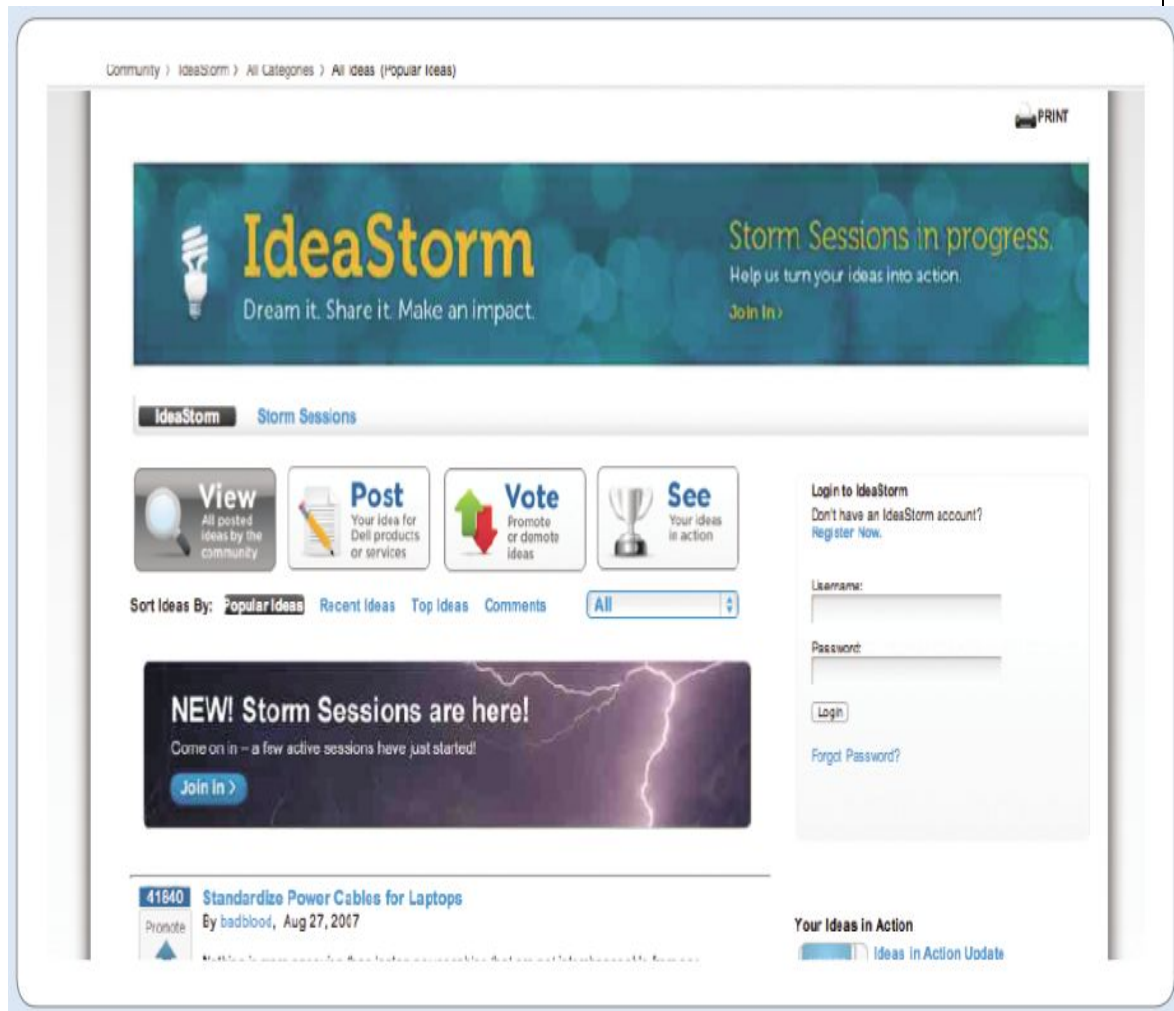 Community > IdeaStorm > All Categories > All Ideas (Popular Ideas)
PRINT
IdeaStorm
Dream it. Share it. Make an impact.
Storm Sessions in progress.
Help us turn your ideas into action.
Join In >
IdeaStorm Storm Sessions
View
All posted
ideas by the
community
Post
Your idea for
Dell products
or services
Vote
Promote
or demote
ideas
See
Your ideas
in action
Sort Ideas By: Popular Ideas Recent Ideas Top Ideas Comments All
Login to IdeaStorm
Don't have an IdeaStorm account?
Register Now.
Username:
Password:
Login
Forgot Password?
NEW! Storm Sessions are here!
Come on in – a few active sessions have just started!
Join In >
41840
Promote
Standardize Power Cables for Laptops
By badblood, Aug 27, 2007
Your Ideas in Action
Ideas in Action Update